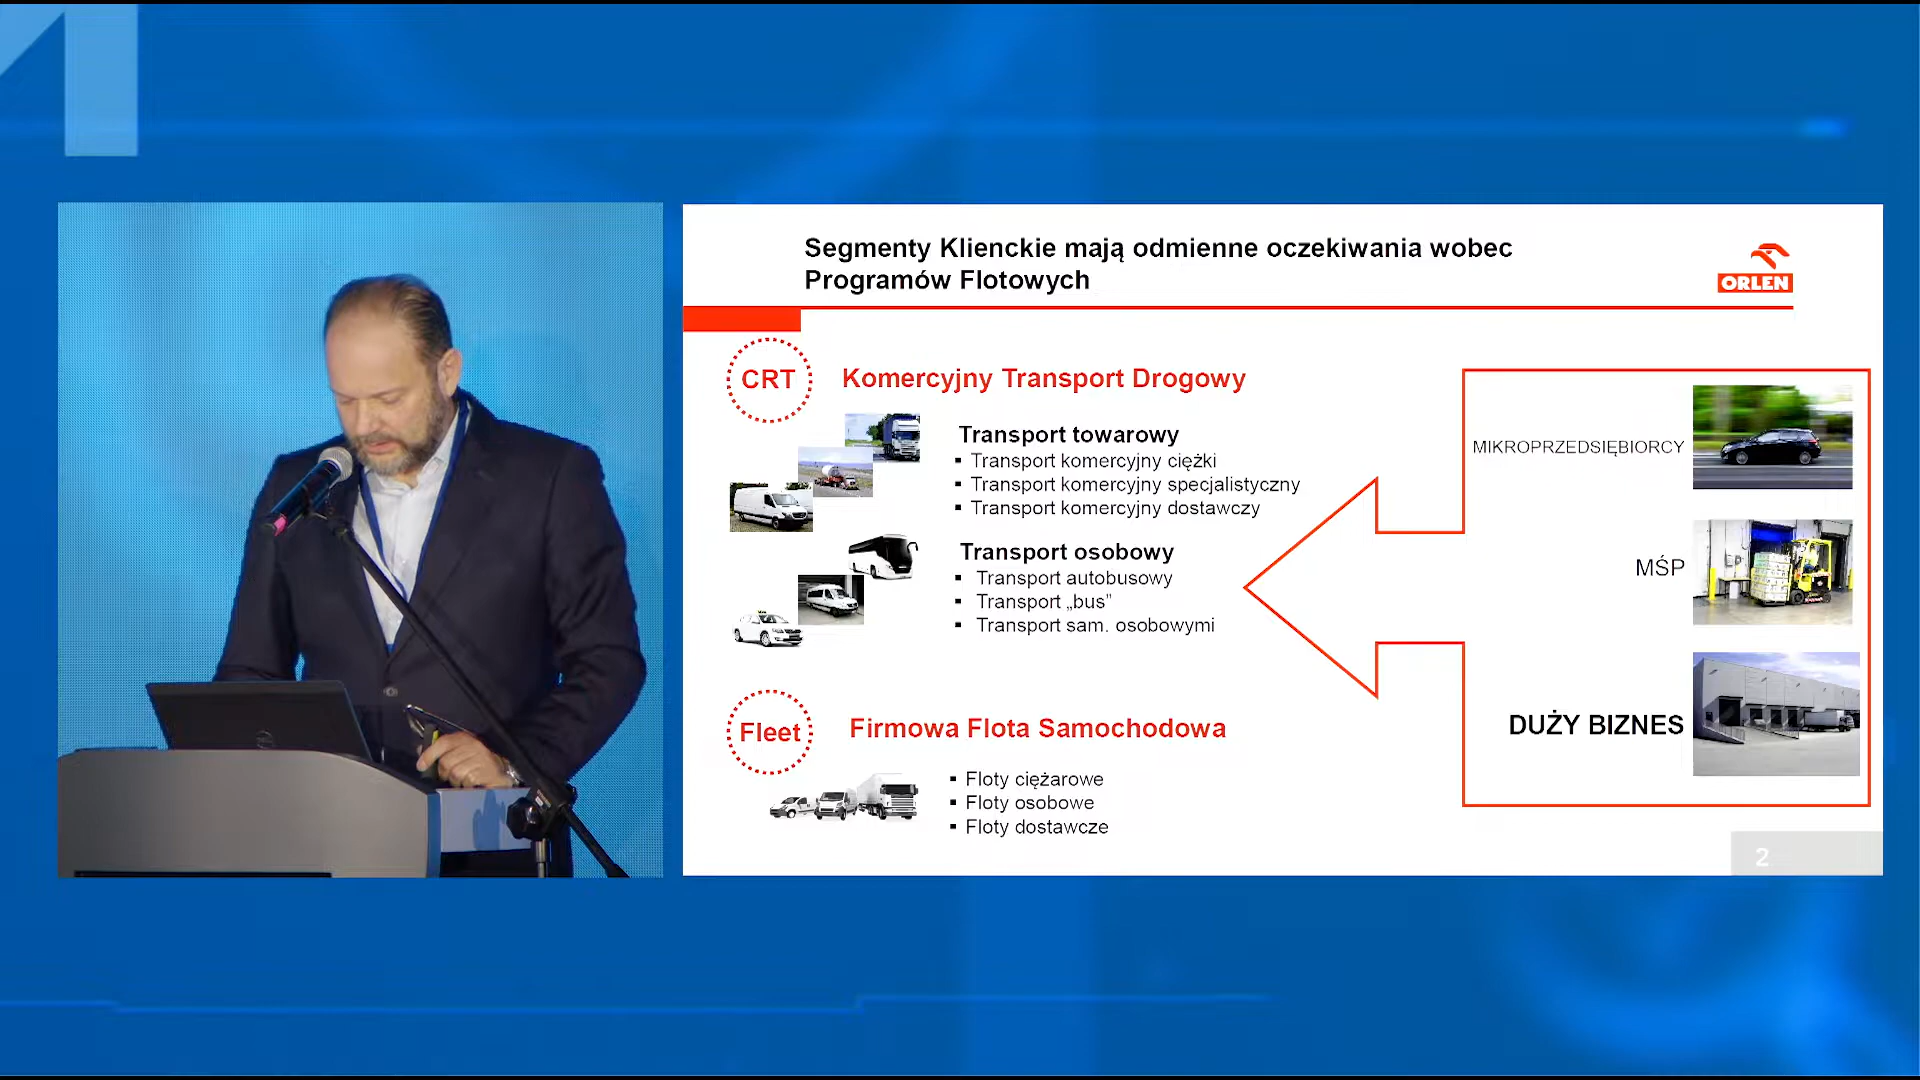 Segmenty Klienckie mają odmienne oczekiwania wobec
Programów Flotowych
ORLEN
CRT
Komercyjny Transport Drogowy
Transport towarowy
▪ Transport komercyjny ciężki
▪ Transport komercyjny specjalistyczny
▪ Transport komercyjny dostawczy
Transport osobowy
▪ Transport autobusowy
▪ Transport „bus”
▪ Transport sam. osobowymi
Fleet
Firmowa Flota Samochodowa
▪ Floty ciężarowe
▪ Floty osobowe
▪ Floty dostawcze
MIKROPRZEDSIĘBIORCY
MŚP
DUŻY BIZNES
2